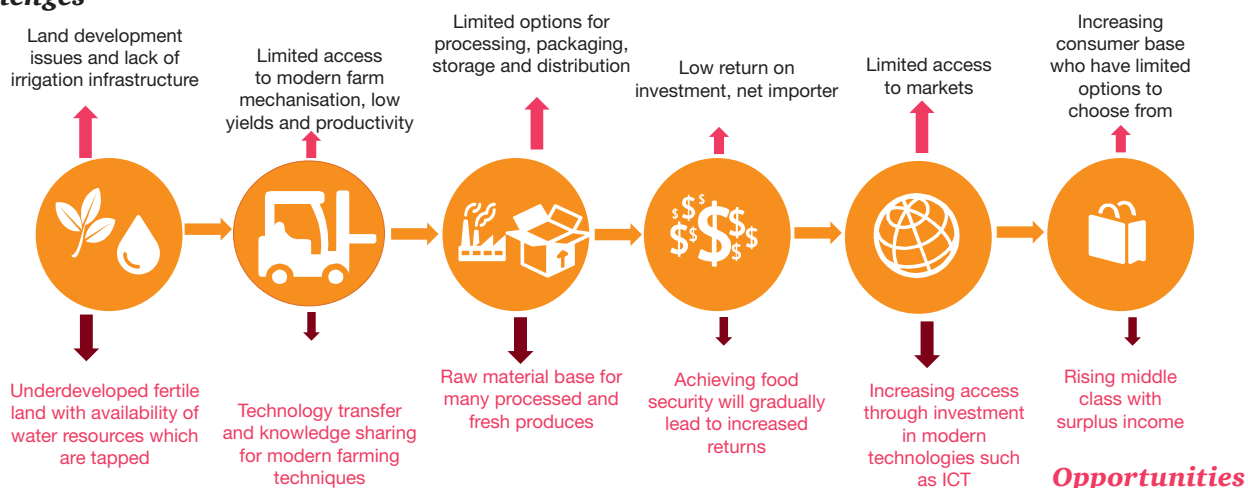 Land development
issues and lack of
irrigation infrastructure
Limited access
to modern farm
mechanisation, low
yields and productivity
Limited options for
processing, packaging,
storage and distribution
Low return on
investment, net importer
Limited access
to markets
Increasing
consumer base
who have limited
options to
choose from
$ $ $ $ $ $ $ $ $
Underdeveloped fertile
land with availability of
water resources which
are tapped
Technology transfer
and knowledge sharing
for modern farming
techniques
Raw material base for
many processed and
fresh produces
Achieving food
security will gradually
lead to increased
returns
Increasing access
through investment
in modern
technologies such
as ICT
Rising middle
class with
surplus income
Opportunities